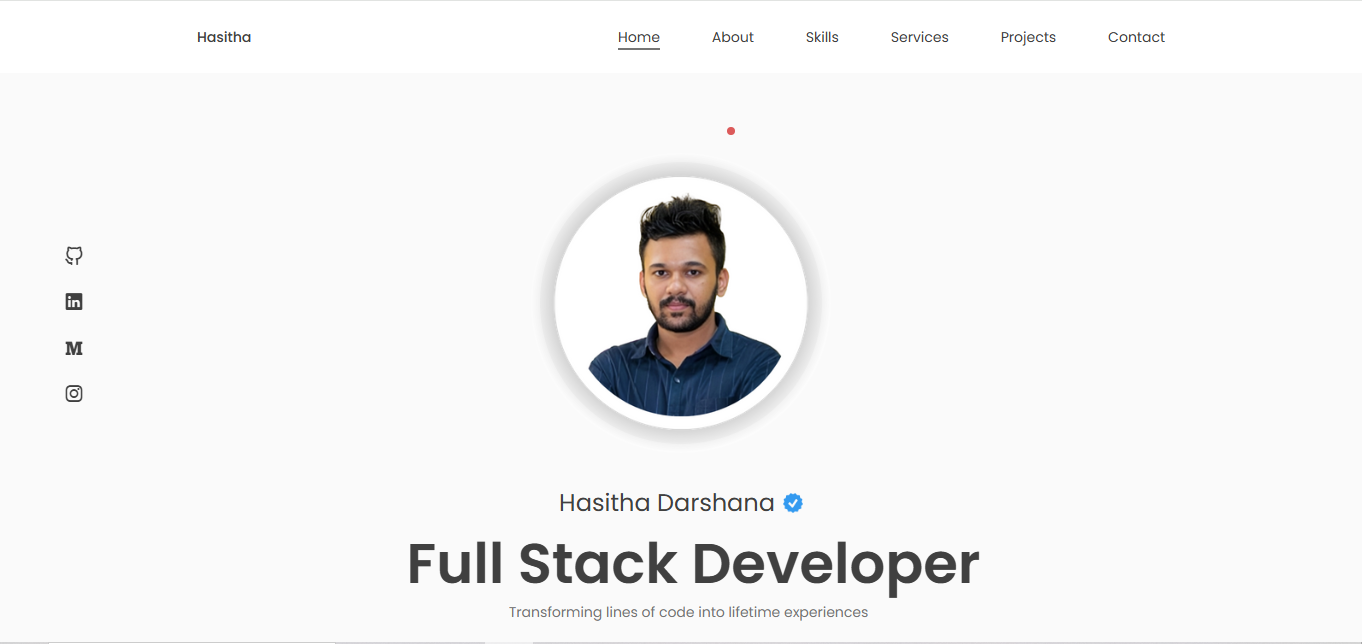 Hasitha
Home About Skills Services Projects Contact
Hasitha Darshana
Full Stack Developer
Transforming lines of code into lifetime experiences